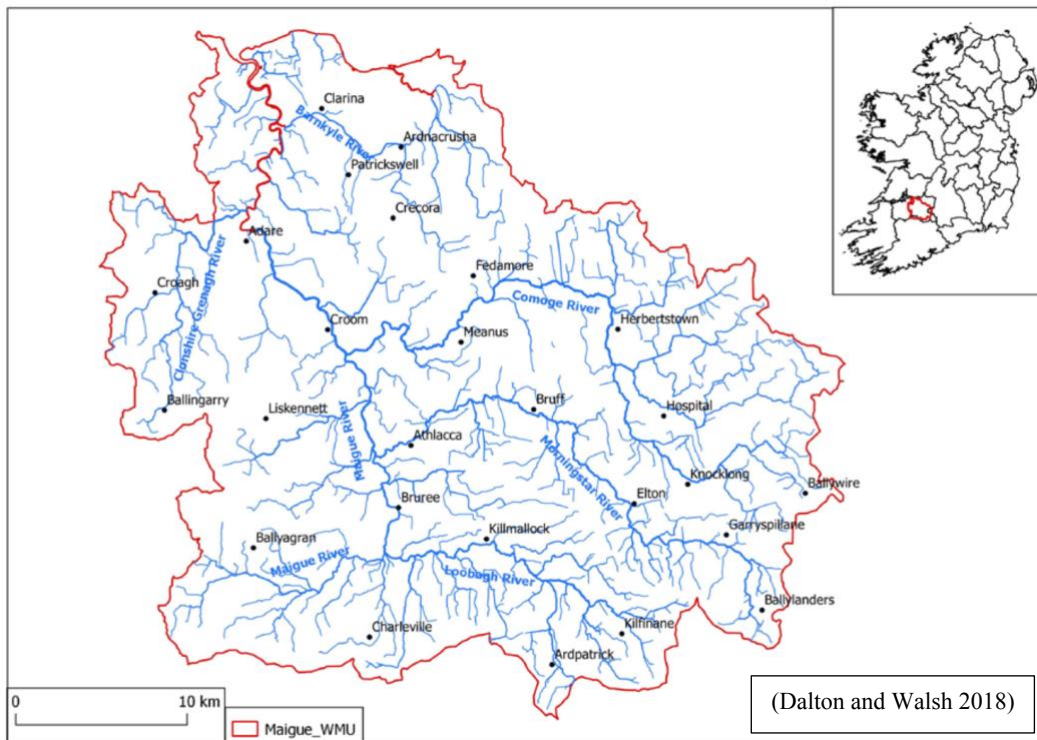 Clarina
Barnkyle River
Ardnacrusha
Patrickswell
Crecora
Adare
Clonshire Grenagh River
Croagh
Fedamore
Comoge River
Herbertstown
Croom
Meanus
Ballingarry
Liskennett
Maigue River
Bruff
Hospital
Athlacca
Morningstar River
Knocklong
Ballywire
Elton
Bruree
Garryspillane
Killmallock
Ballyagran
Maigue River
Loobagh River
Ballylanders
Charleville
Kilfinane
Ardpatrick
0 10 km
Maigue_WMU
(Dalton and Walsh 2018)